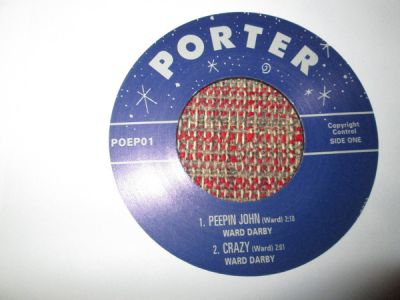 PORTER
POEP01
Copyright
Control
SIDE ONE
1. PEEPIN JOHN (Ward) 2:18
WARD DARBY
2. CRAZY (Ward) 2:01
WARD DARBY